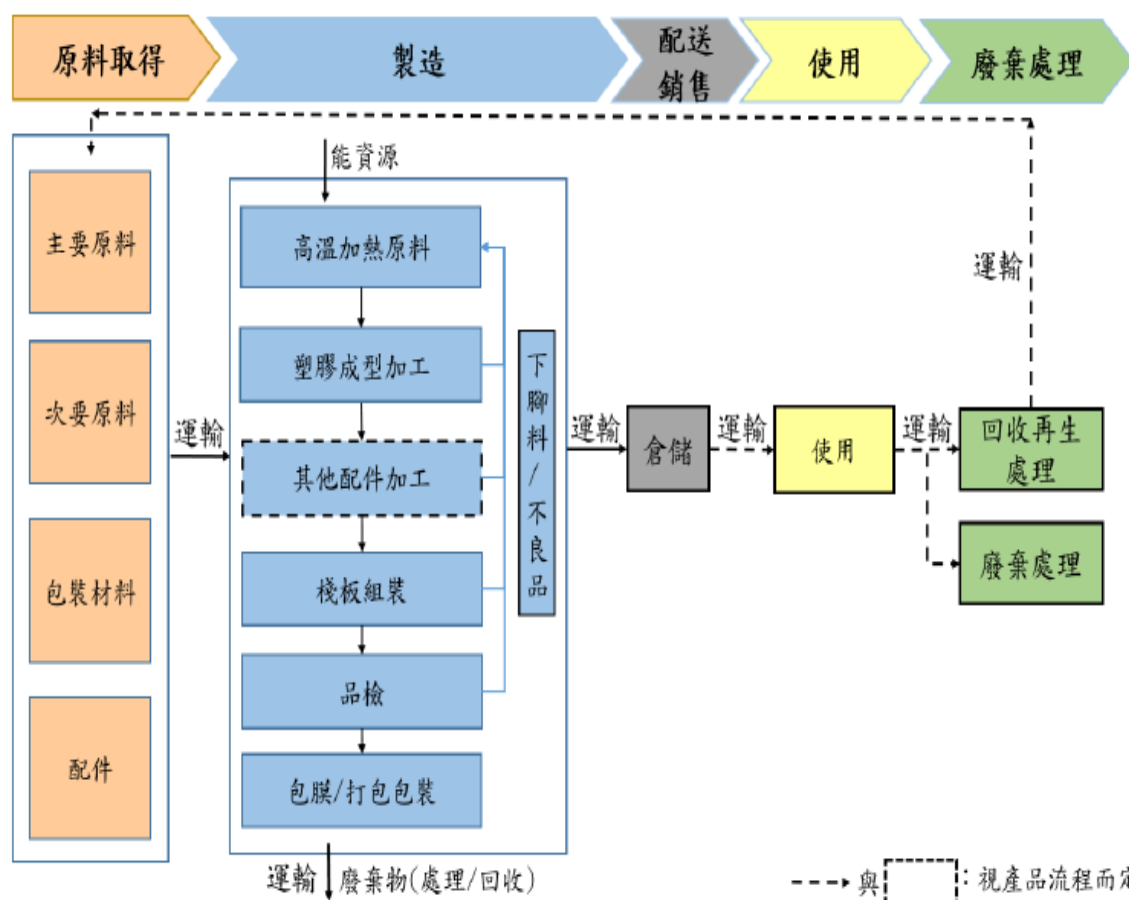 原料取得
製造
配送
銷售
使用
廢棄處理
主要原料
次要原料
包裝材料
配件
運輸
能資源
高溫加熱原料
塑膠成型加工
其他配件加工
棧板組裝
品檢
包膜/打包包裝
下腳料/不良品
運輸
廢棄物(處理/回收)
運輸
倉儲
運輸
使用
運輸
回收再生
處理
廢棄處理
運輸
與
:視產品流程而定